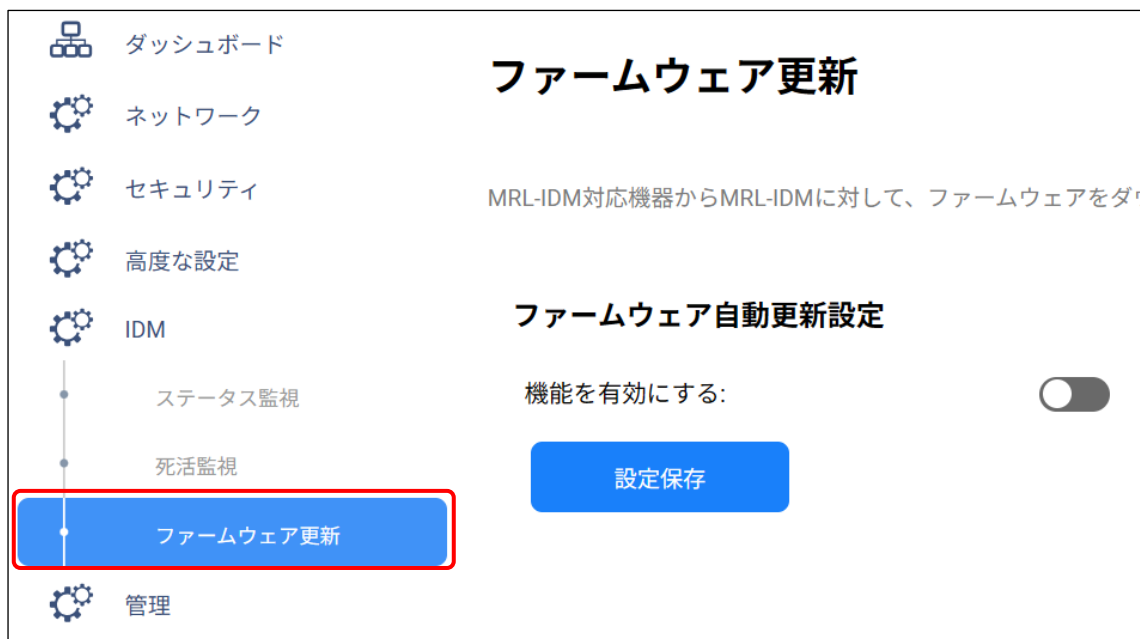 ダッシュボード
ネットワーク
セキュリティ
高度な設定
IDM
ステータス監視
死活監視
ファームウェア更新
管理
ファームウェア更新
MRL-IDM対応機器からMRL-IDMに対して、ファームウェアをダ
ファームウェア自動更新設定
機能を有効にする:
設定保存